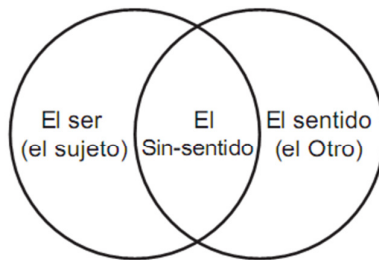 El ser
(el sujeto)
El
Sin-sentido
El sentido
(el Otro)